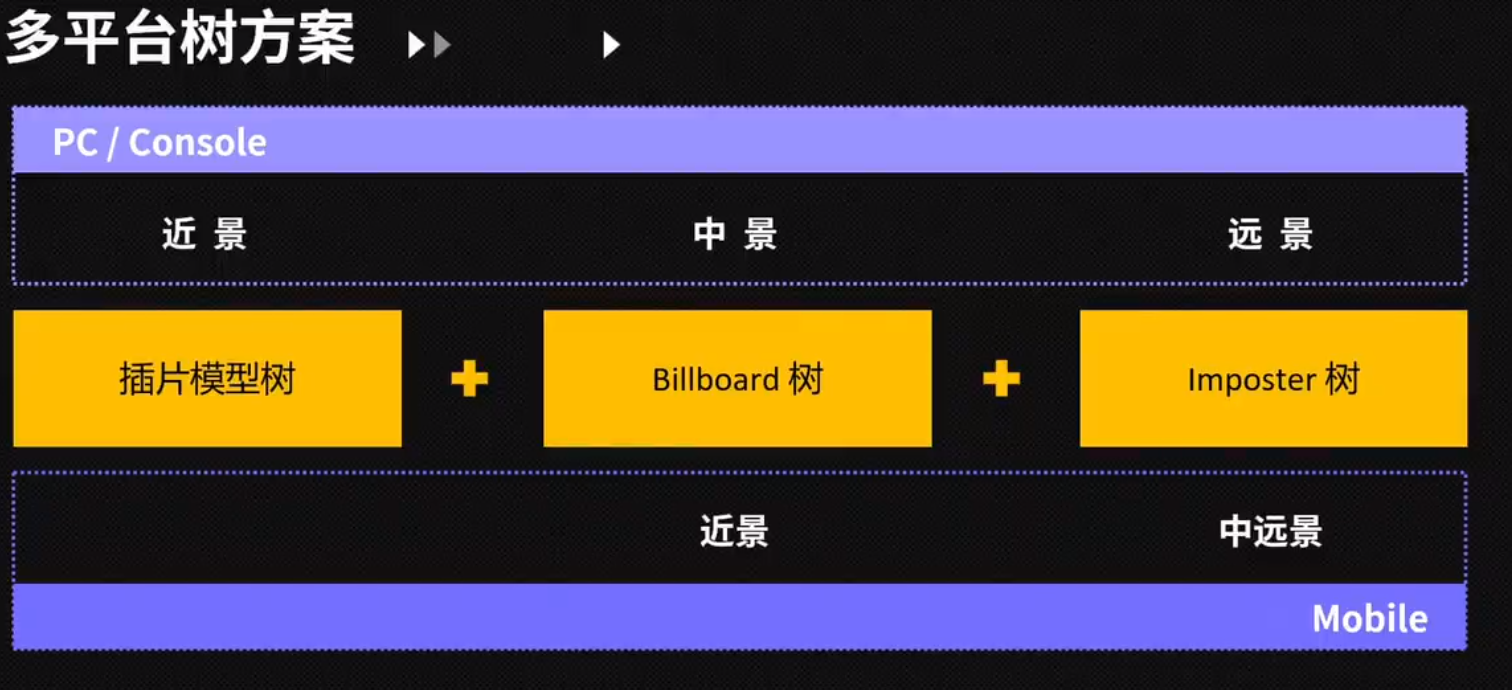 多平台树方案
PC / Console
近 景
中 景
远 景
插片模型树
Billboard 树
Imposter 树
近景
中远景
Mobile